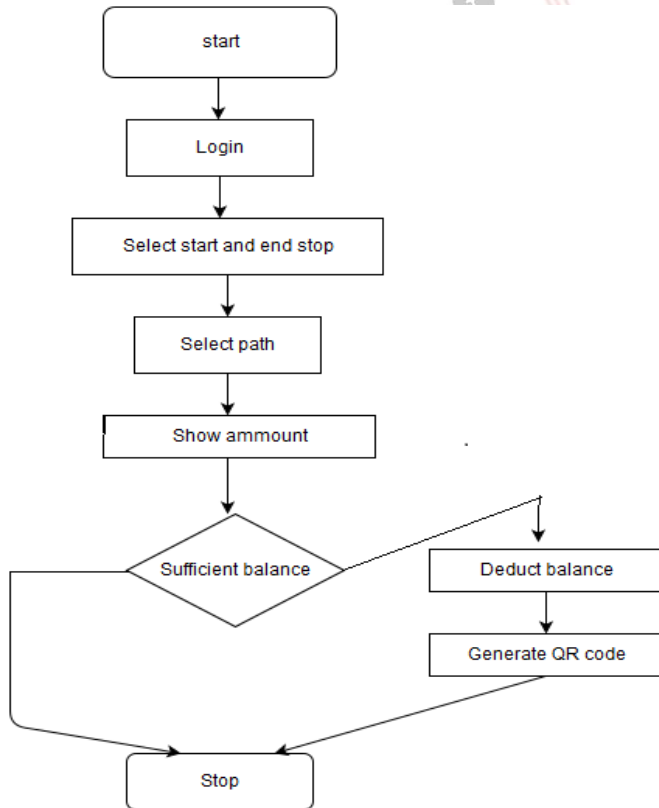 start
Login
Select start and end stop
Select path
Show ammount
Sufficient balance
Deduct balance
Generate QR code
Stop